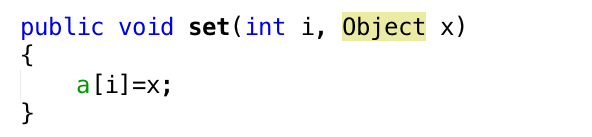 public void set(int i, Object x)
{
    a[i]=x;
}